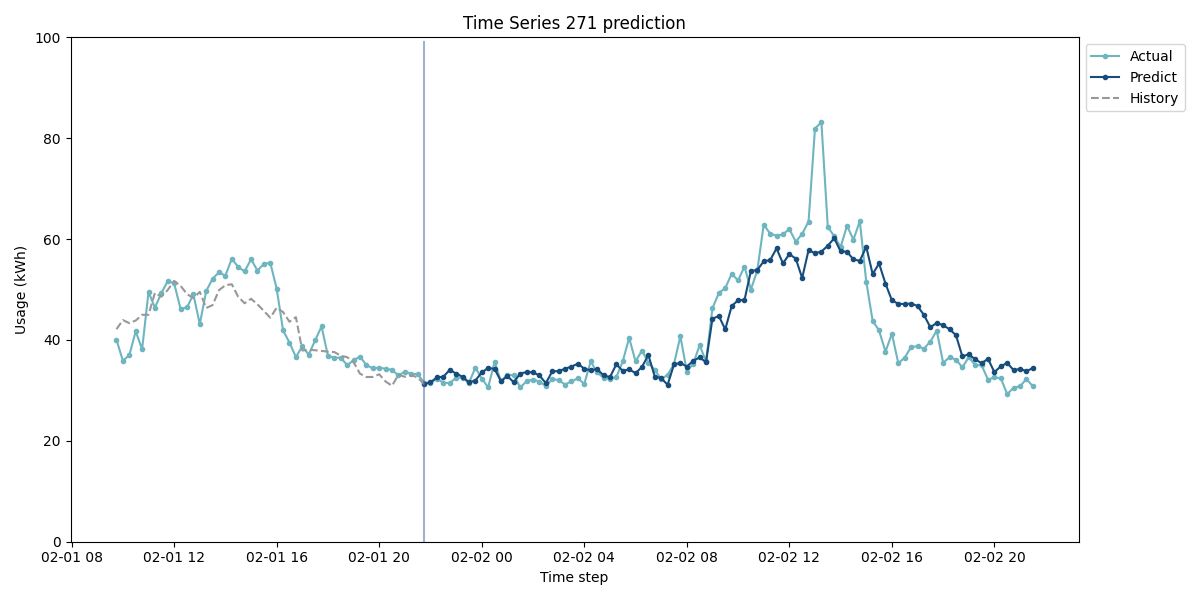 Time Series 271 prediction
100
80
60
40
20
0
Usage (kWh)
02-01 08 02-01 12 02-01 16 02-01 20 02-02 00 02-02 04 02-02 08 02-02 12 02-02 16 02-02 20
Time step
Actual
Predict
History